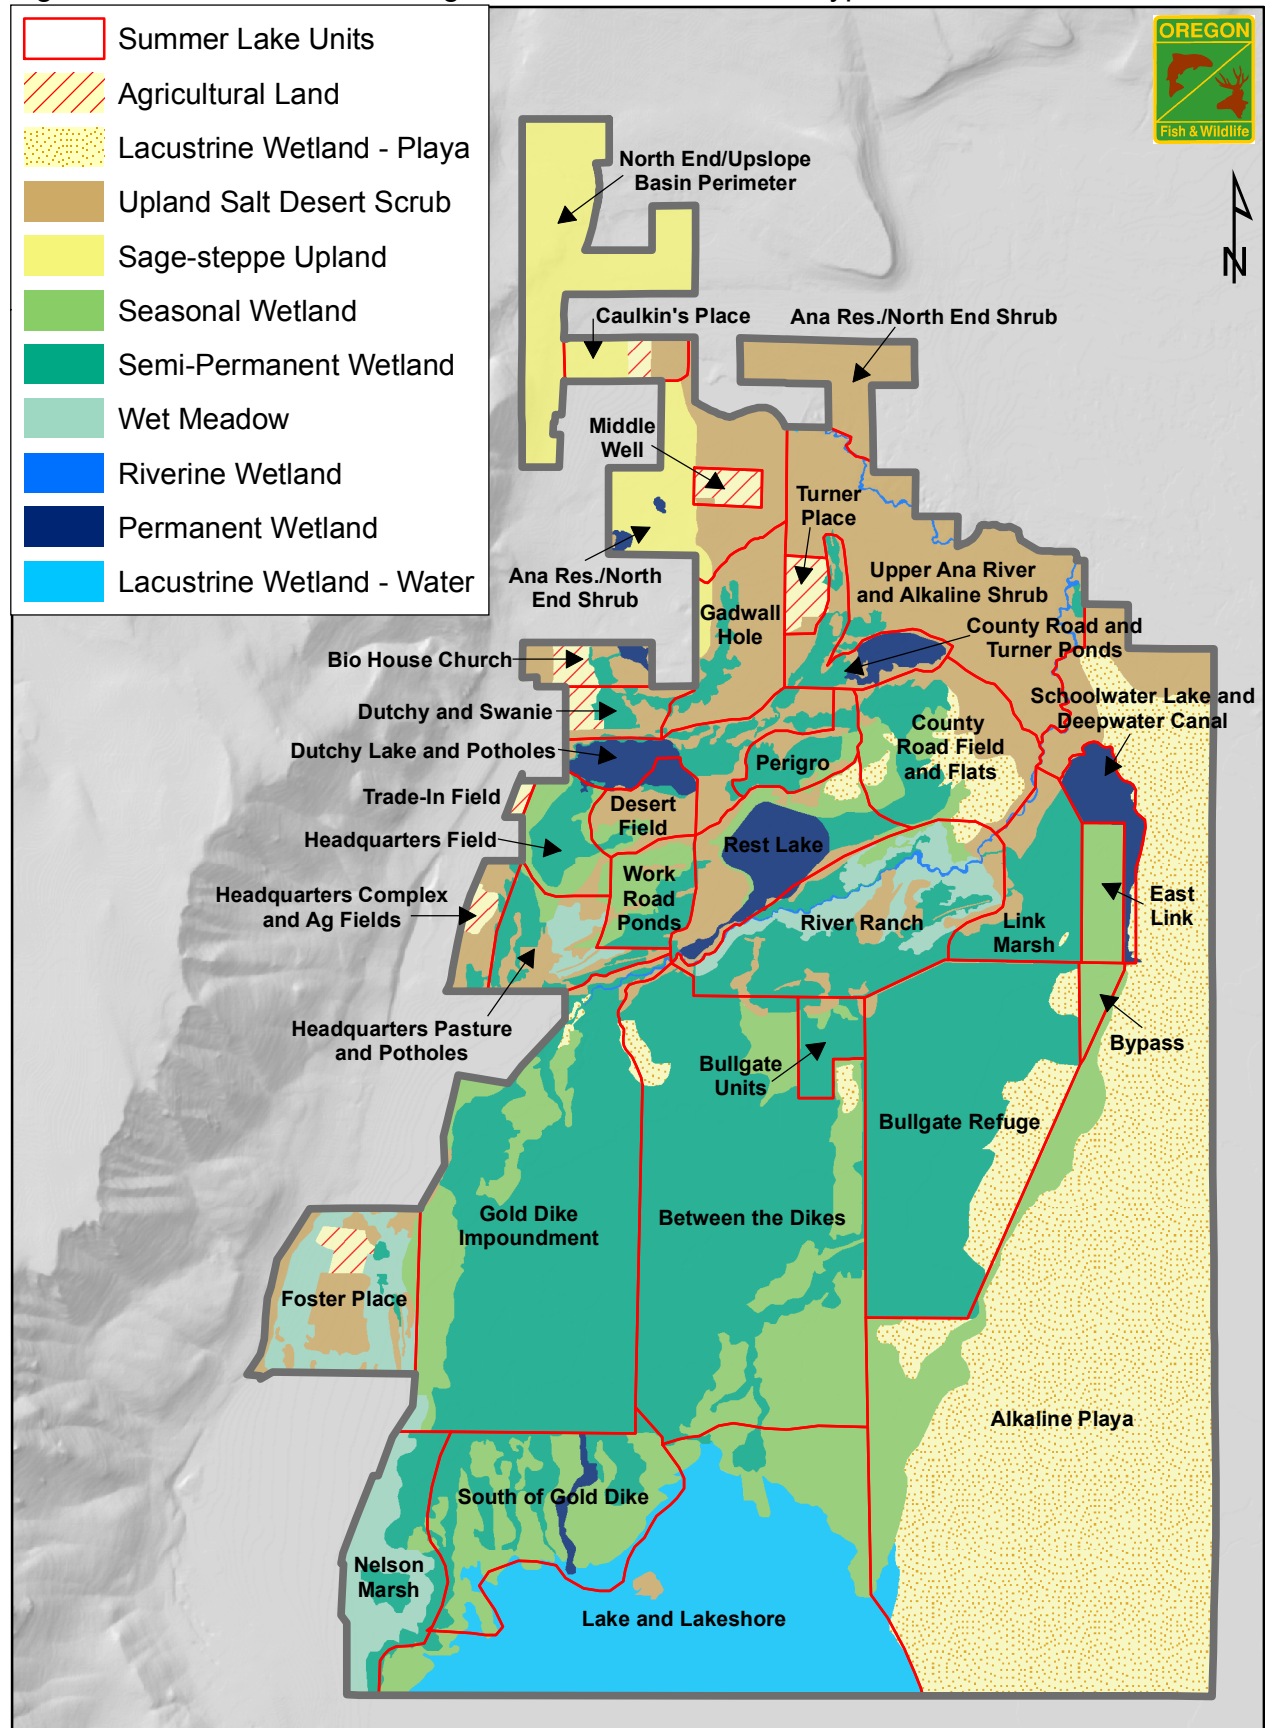 Summer Lake Units
Agricultural Land
Lacustrine Wetland - Playa
Upland Salt Desert Scrub
Sage-steppe Upland
Seasonal Wetland
Semi-Permanent Wetland
Wet Meadow
Riverine Wetland
Permanent Wetland
Lacustrine Wetland - Water
OREGON
Fish & Wildlife
N
North End/Upslope
Basin Perimeter
Caulkin's Place
Ana Res./North End Shrub
Middle
Well
Turner
Place
Ana Res./North
End Shrub
Upper Ana River
and Alkaline Shrub
Gadwall
Hole
County Road and
Turner Ponds
Bio House Church
Schoolwater Lake and
Deepwater Canal
Dutchy and Swanie
County
Road Field
and Flats
Dutchy Lake and Potholes
Perigro
Trade-In Field
Desert
Field
Headquarters Field
Rest Lake
Work
Road
Ponds
Headquarters Complex
and Ag Fields
East
Link
River Ranch
Link
Marsh
Headquarters Pasture
and Potholes
Bypass
Bullgate
Units
Bullgate Refuge
Gold Dike
Impoundment
Between the Dikes
Foster Place
Alkaline Playa
South of Gold Dike
Nelson
Marsh
Lake and Lakeshore